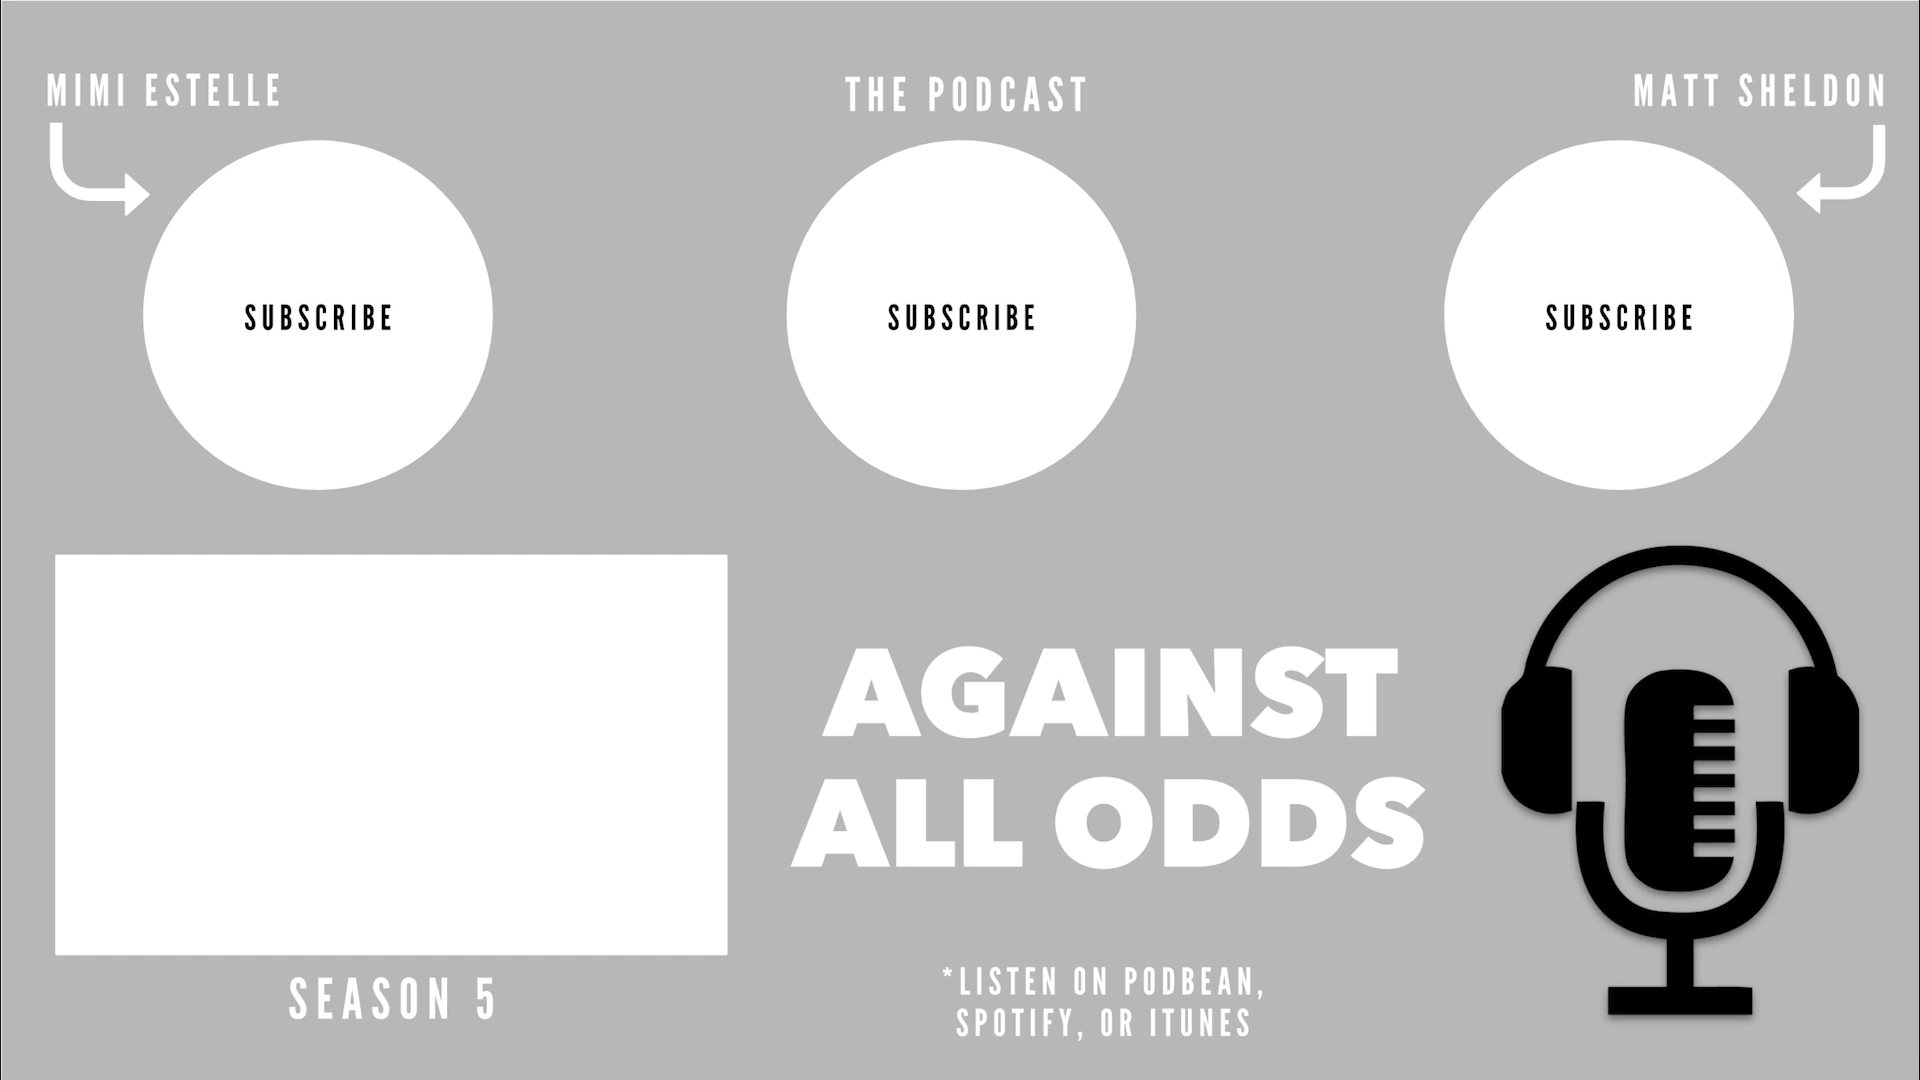 MIMI ESTELLE
THE PODCAST
MATT SHELDON
SUBSCRIBE
SUBSCRIBE
SUBSCRIBE
AGAINST
ALL ODDS
SEASON 5
*LISTEN ON PODBEAN,
SPOTIFY, OR ITUNES